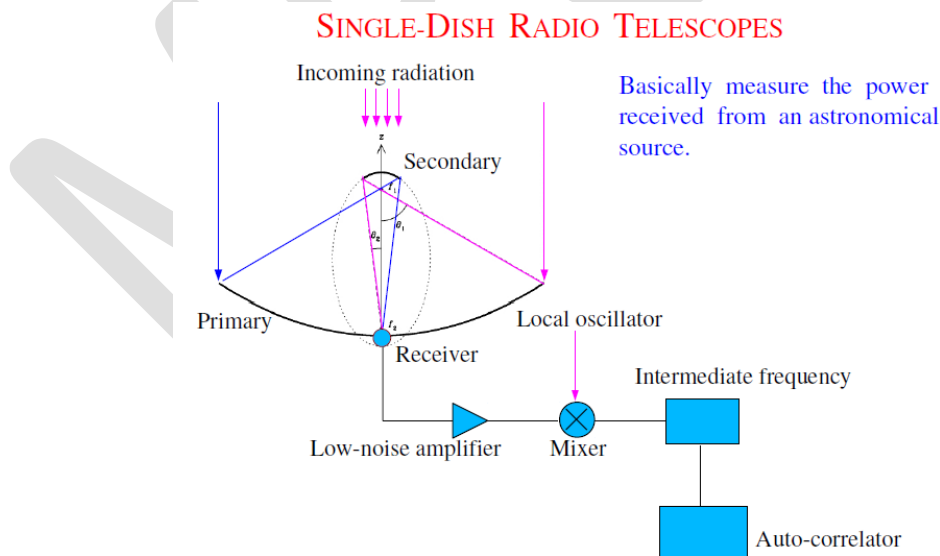 SINGLE-DISH RADIO TELESCOPES
Incoming radiation
Basically measure the power
received from an astronomical
source.
z
Secondary
f₁
θ₁
θ₂
Primary
f₂
Receiver
Local oscillator
Intermediate frequency
Low-noise amplifier
Mixer
Auto-correlator